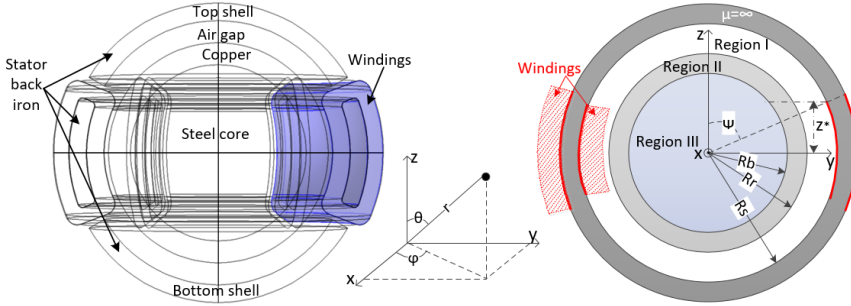 Top shell
Air gap
Copper
Stator
back
iron
Windings
Steel core
Bottom shell
z
θ
r
φ
x
y
μ=∞
z
Region I
Region II
Windings
Ψ
z*
Region III
x
y
Rb
Rr
Rs